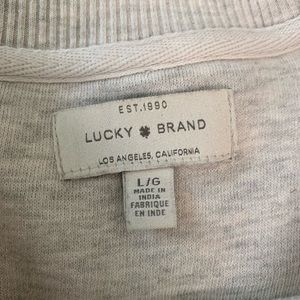 EST.1990
LUCKY BRAND
LOS ANGELES, CALIFORNIA
L/G
MADE IN
INDIA
FABRIQUE
EN INDE